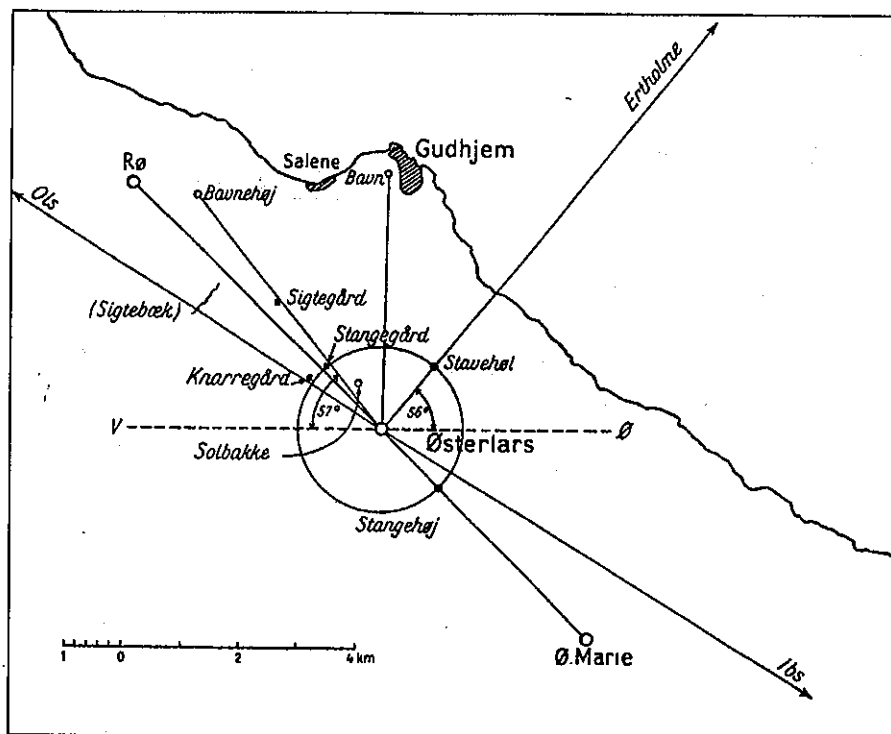 Ertholme
Gudhjem
Salene
Rø
Bavn
Bavnehøj
Ols
(Sigtebæk)
Sigtegård
Stangegård
Stavehøl
Knarregård
57°
56°
V
Ø
Østerlars
Solbakke
Stangehøj
1 0 2 4 km
Ø.Marie
Ibs